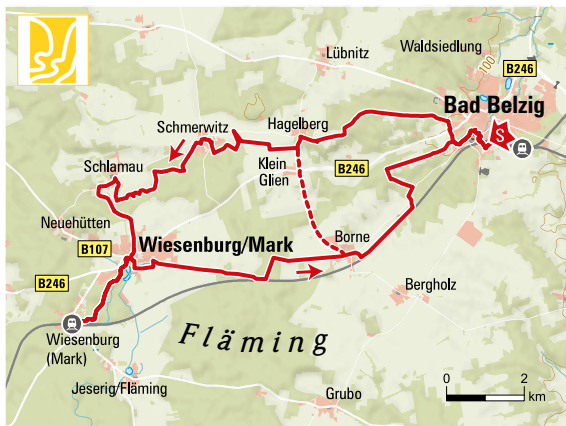 Lübnitz
Waldsiedlung
100
B246
Bad Belzig
S
Hagelberg
Schmerwitz
Klein
Glien
B246
Schlamau
Neuehütten
B107
Wiesenburg/Mark
Borne
B246
Bergholz
Wiesenburg
(Mark)
Fläming
Jeserig/Fläming
Grubo
0 2
km